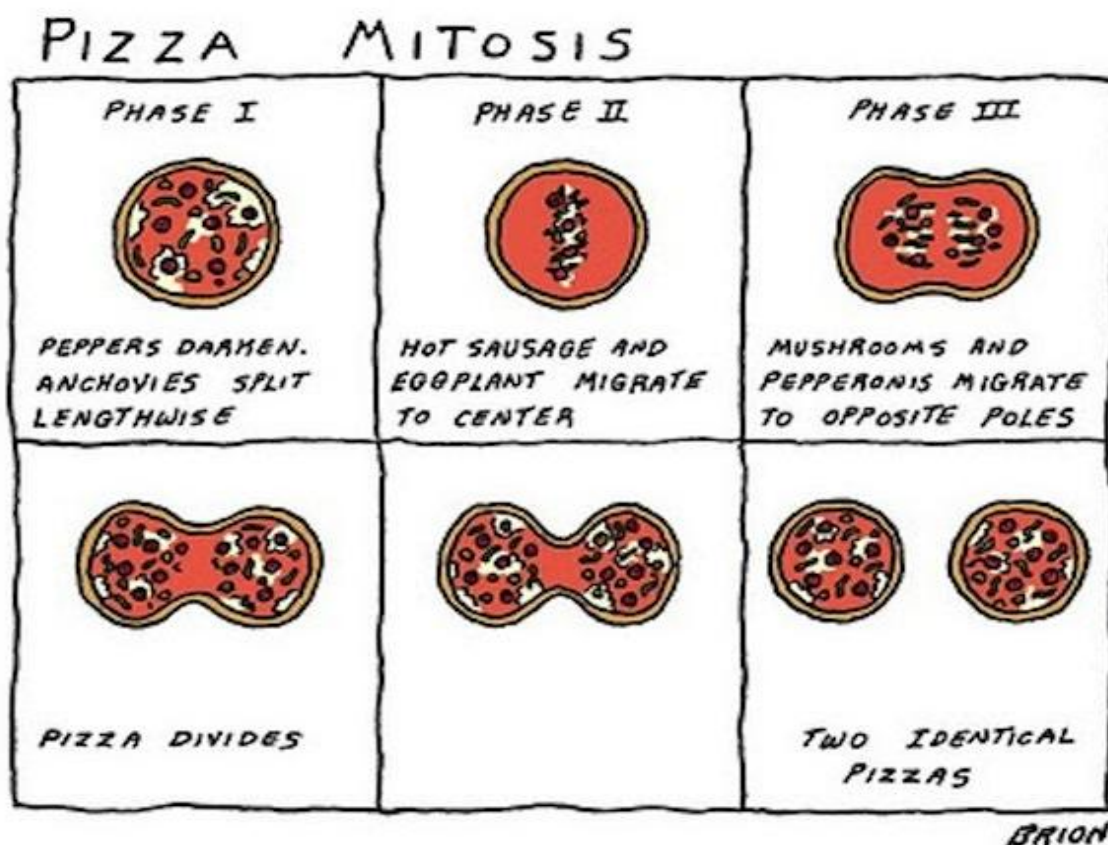 PIZZA MITOSIS
PHASE I
PEPPERS DARKEN.
ANCHOVIES SPLIT
LENGTHWISE
PHASE II
HOT SAUSAGE AND
EGGPLANT MIGRATE
TO CENTER
PHASE III
MUSHROOMS AND
PEPPERONIS MIGRATE
TO OPPOSITE POLES
PIZZA DIVIDES
TWO IDENTICAL
PIZZAS
BRION